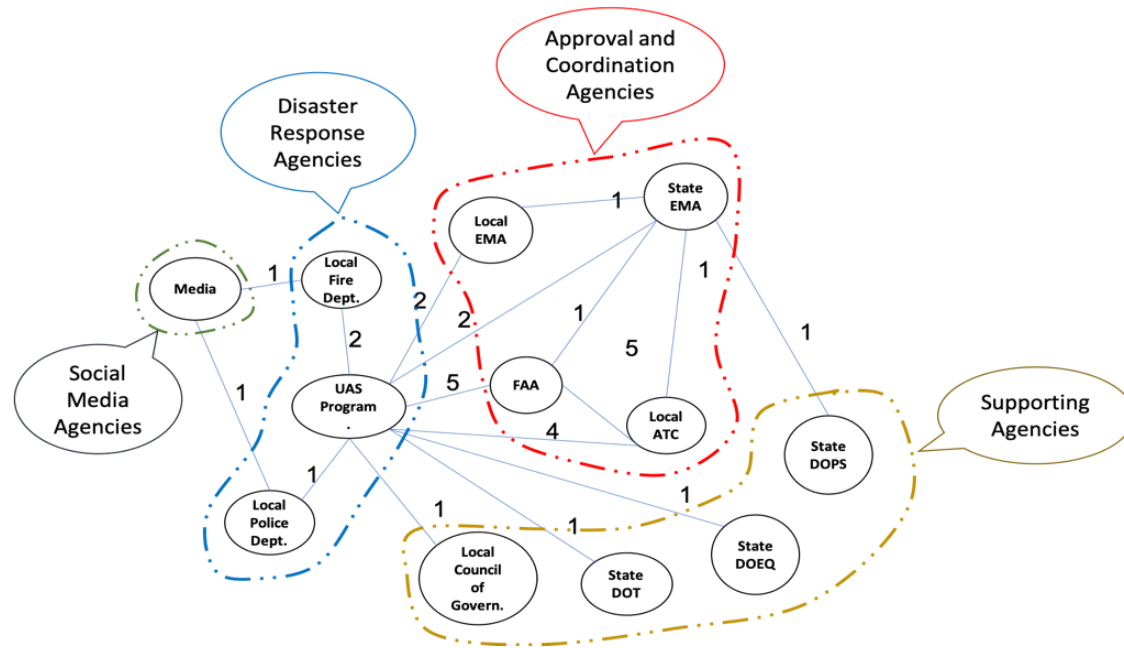 Approval and
Coordination
Agencies
Disaster
Response
Agencies
State
EMA
1
Local
EMA
Local
Fire
Dept.
1
Media
1
2
2
1
1
2
5
Social
Media
Agencies
1
UAS
Program
.
5
FAA
Local
ATC
4
Supporting
Agencies
State
DOPS
1
Local
Police
Dept.
1
1
1
Local
Council
of
Govern.
State
DOT
State
DOEQ